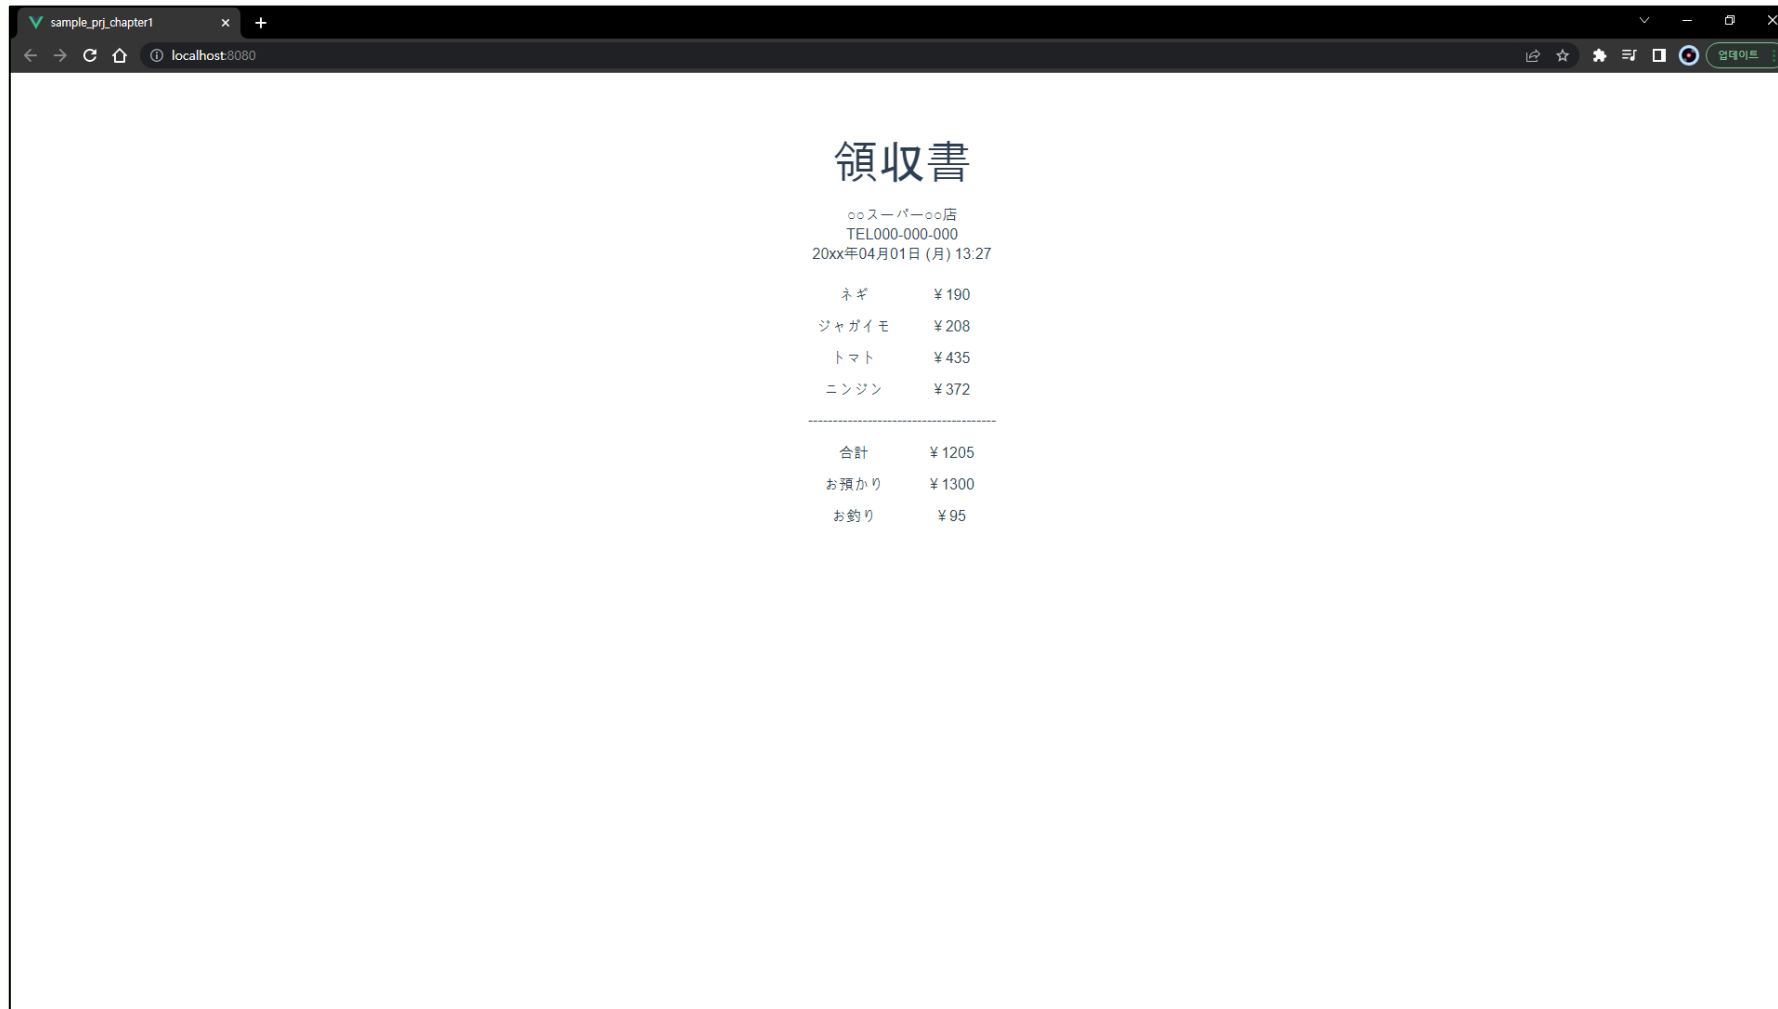 sample_prj_chapter1
localhost:8080
업데이트
領収書
○○スーパー○○店
TEL000-000-000
20xx年04月01日 (月) 13:27
ネギ ¥190
ジャガイモ ¥208
トマト ¥435
ニンジン ¥372
--------------------------------------
合計 ¥1205
お預かり ¥1300
お釣り ¥95